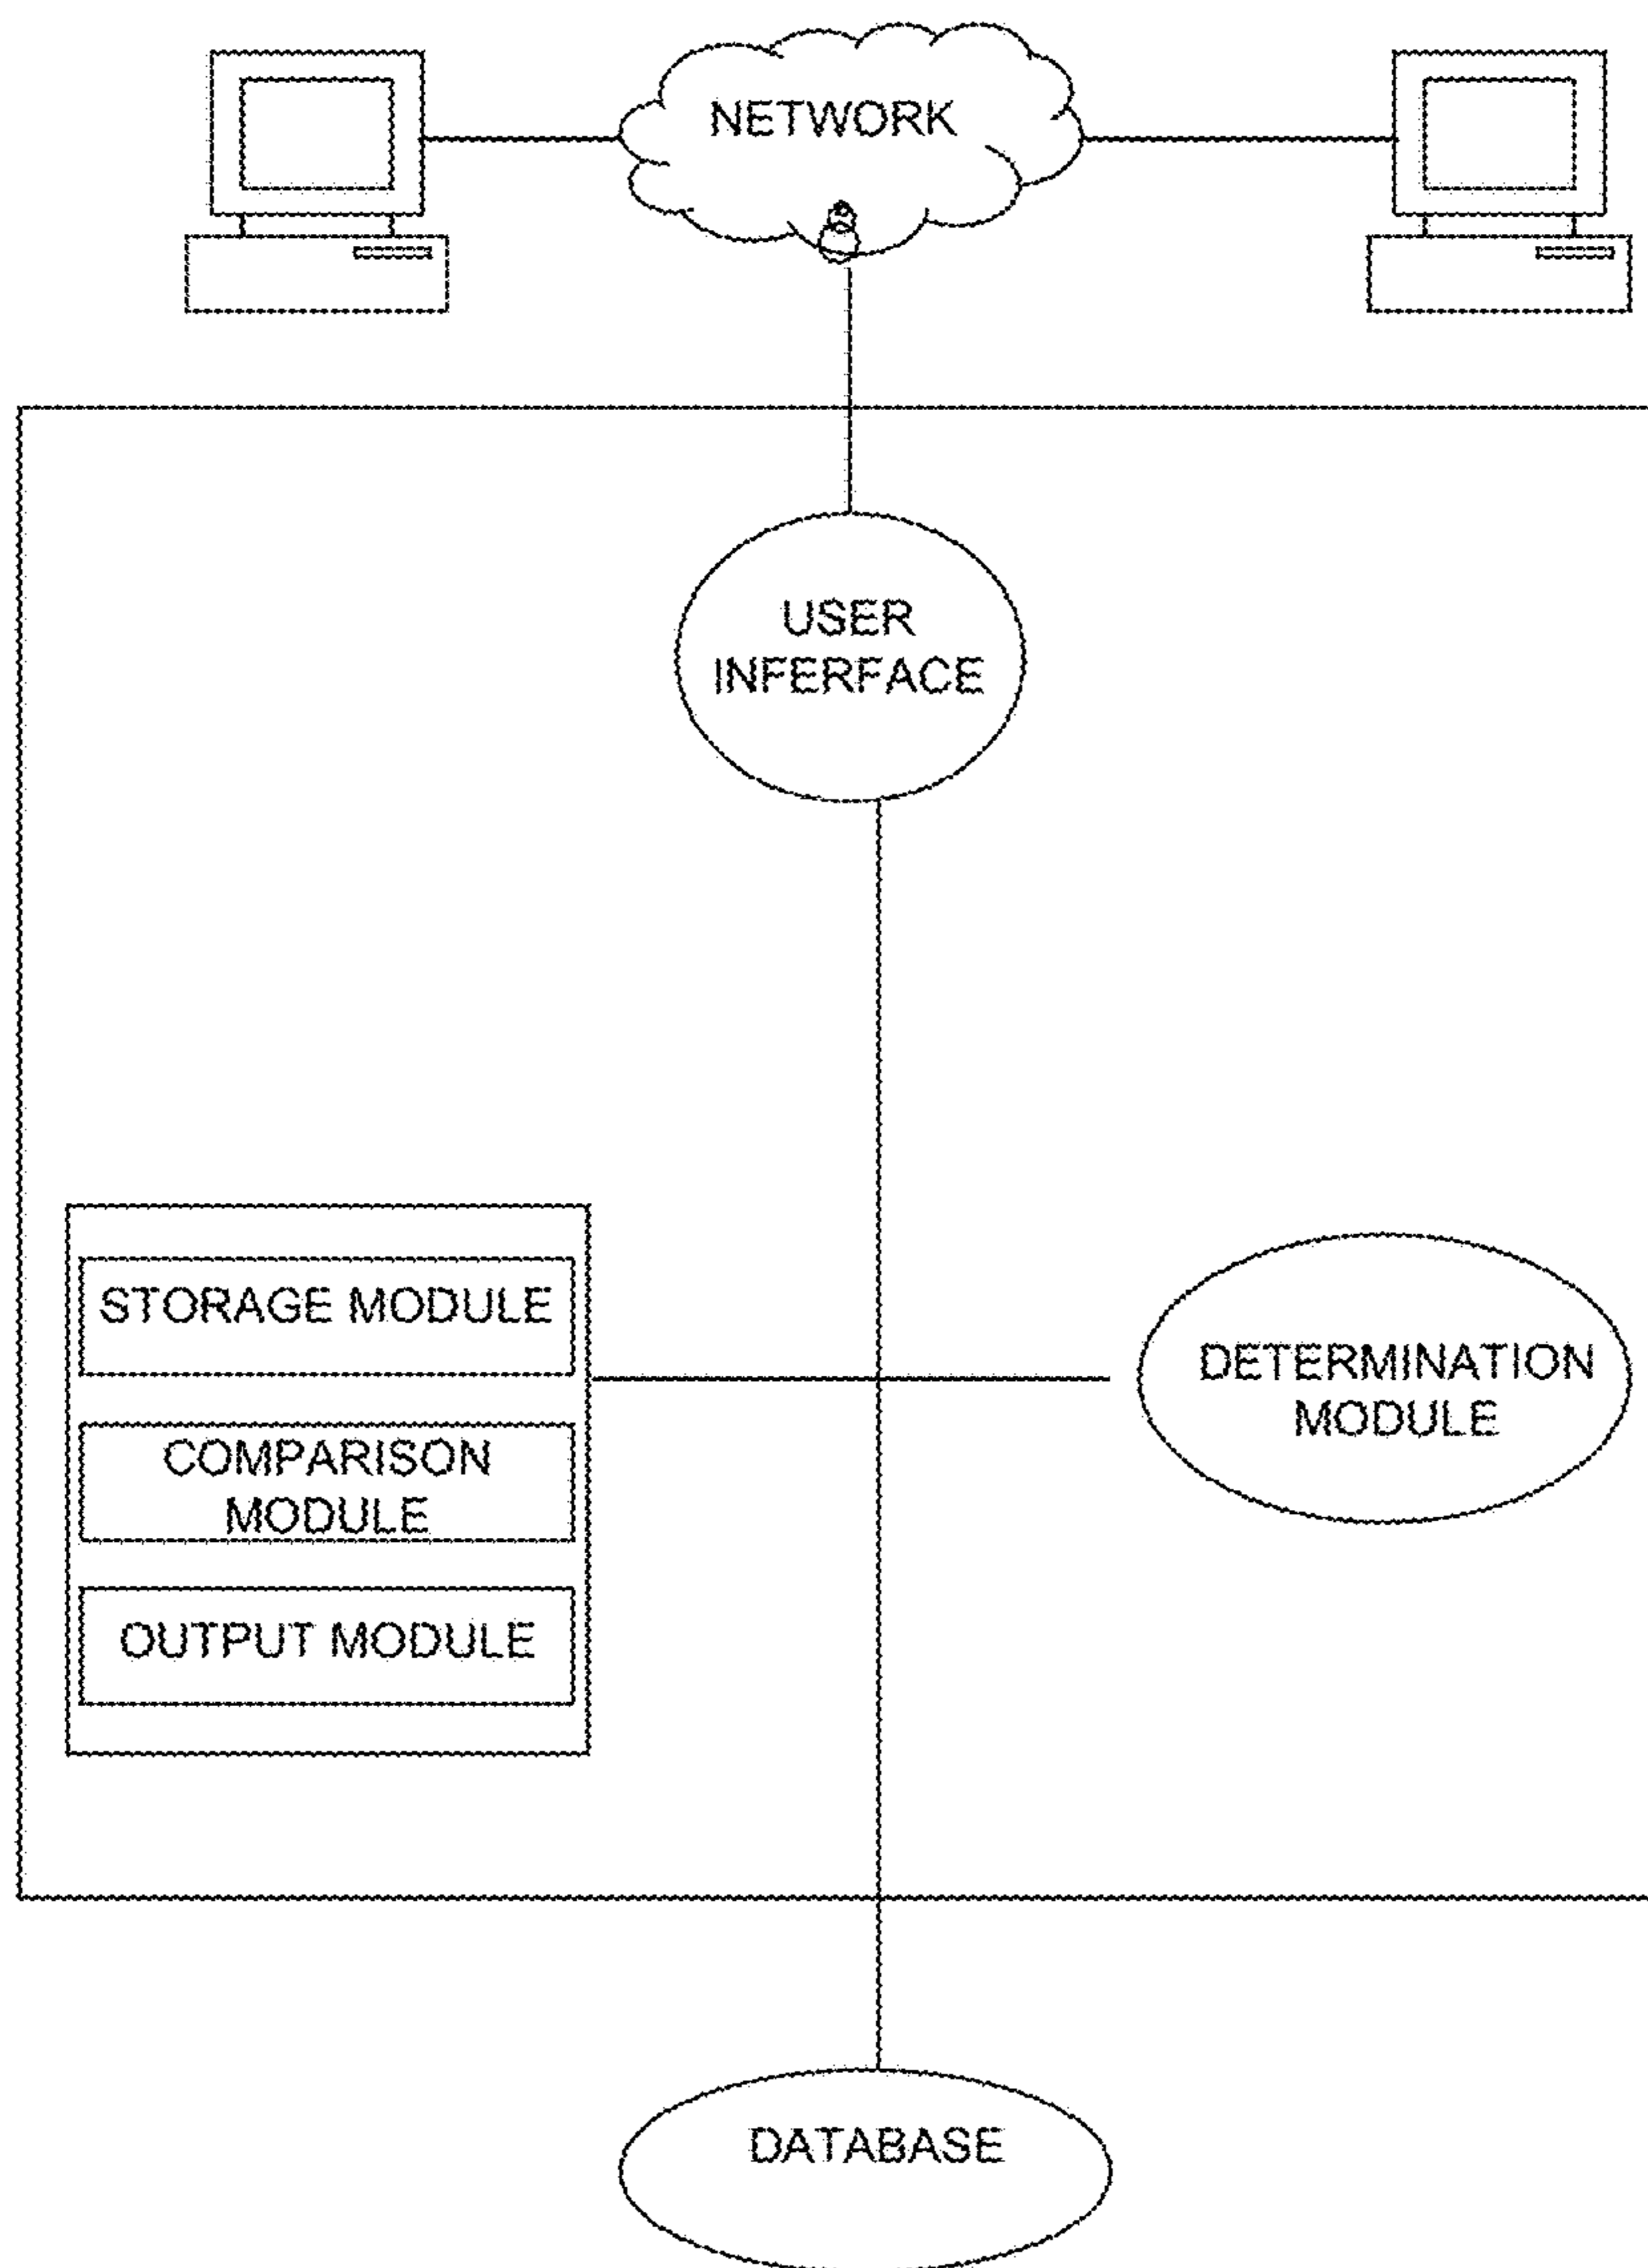 NETWORK
USER
INFERFACE
STORAGE MODULE
COMPARISON
MODULE
OUTPUT MODULE
DETERMINATION
MODULE
DATABASE